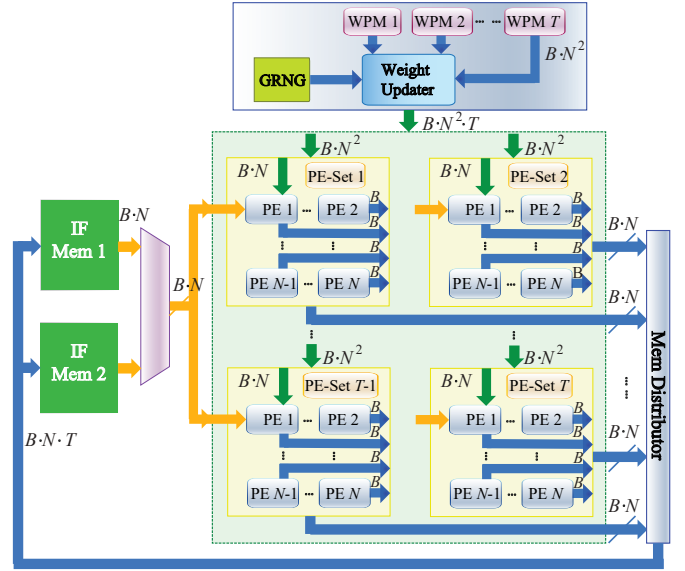 WPM 1
WPM 2
··· ···
WPM T
B·N²
GRNG
Weight
Updater
B·N²·T
B·N²
B·N²
B·N
PE-Set 1
B·N
PE-Set 2
PE 1
...
PE 2
B
B
B
PE N-1
...
PE N
B
PE 1
...
PE 2
B
B
B
PE N-1
...
PE N
B
B·N
B·N
B·N
IF
Mem 1
B·N
IF
Mem 2
B·N²
B·N²
B·N
PE-Set T-1
B·N
PE-Set T
PE 1
...
PE 2
B
B
B
PE N-1
...
PE N
B
PE 1
...
PE 2
B
B
B
PE N-1
...
PE N
B
B·N
B·N
Mem Distributor
B·N·T